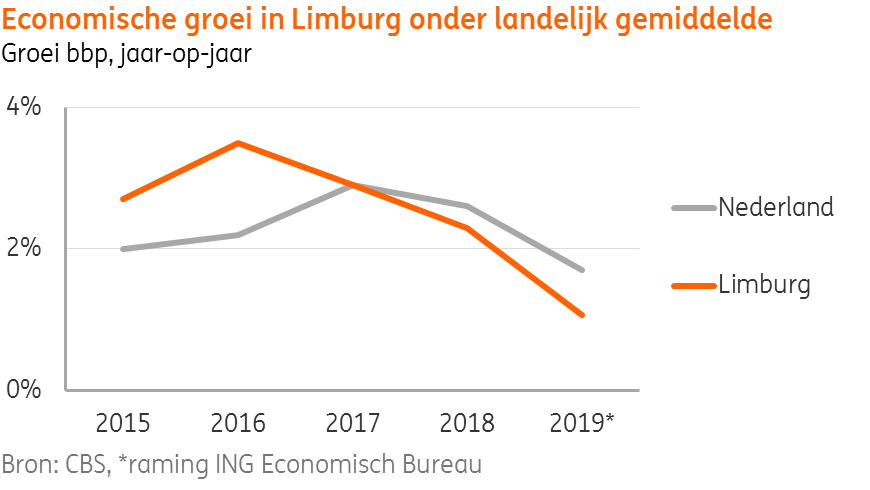 Economische groei in Limburg onder landelijk gemiddelde
Groei bbp, jaar-op-jaar
4%
2%
0%
Nederland
Limburg
2015 2016 2017 2018 2019*
Bron: CBS, *raming ING Economisch Bureau